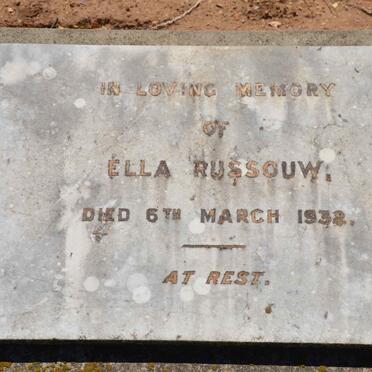 IN LOVING MEMORY
OF
ELLA RUSSOUW.
DIED 6TH MARCH 1938.
AT REST.